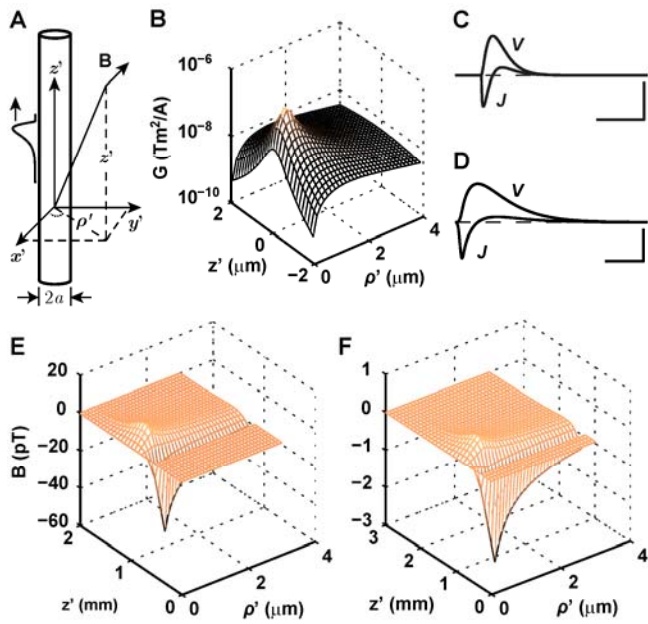 A
z'
B
z'
ρ'
x'
y'
2a
B
G (Tm²/A)
10⁻⁶
10⁻⁸
10⁻¹⁰
2
0
−2
z' (μm)
0
2
4
ρ' (μm)
C
V
J
D
V
J
E
B (pT)
20
0
−20
−40
−60
2
1
0
z' (mm)
0
2
4
ρ' (μm)
F
1
0
−1
−2
−3
3
2
1
0
z' (mm)
0
2
4
ρ' (μm)